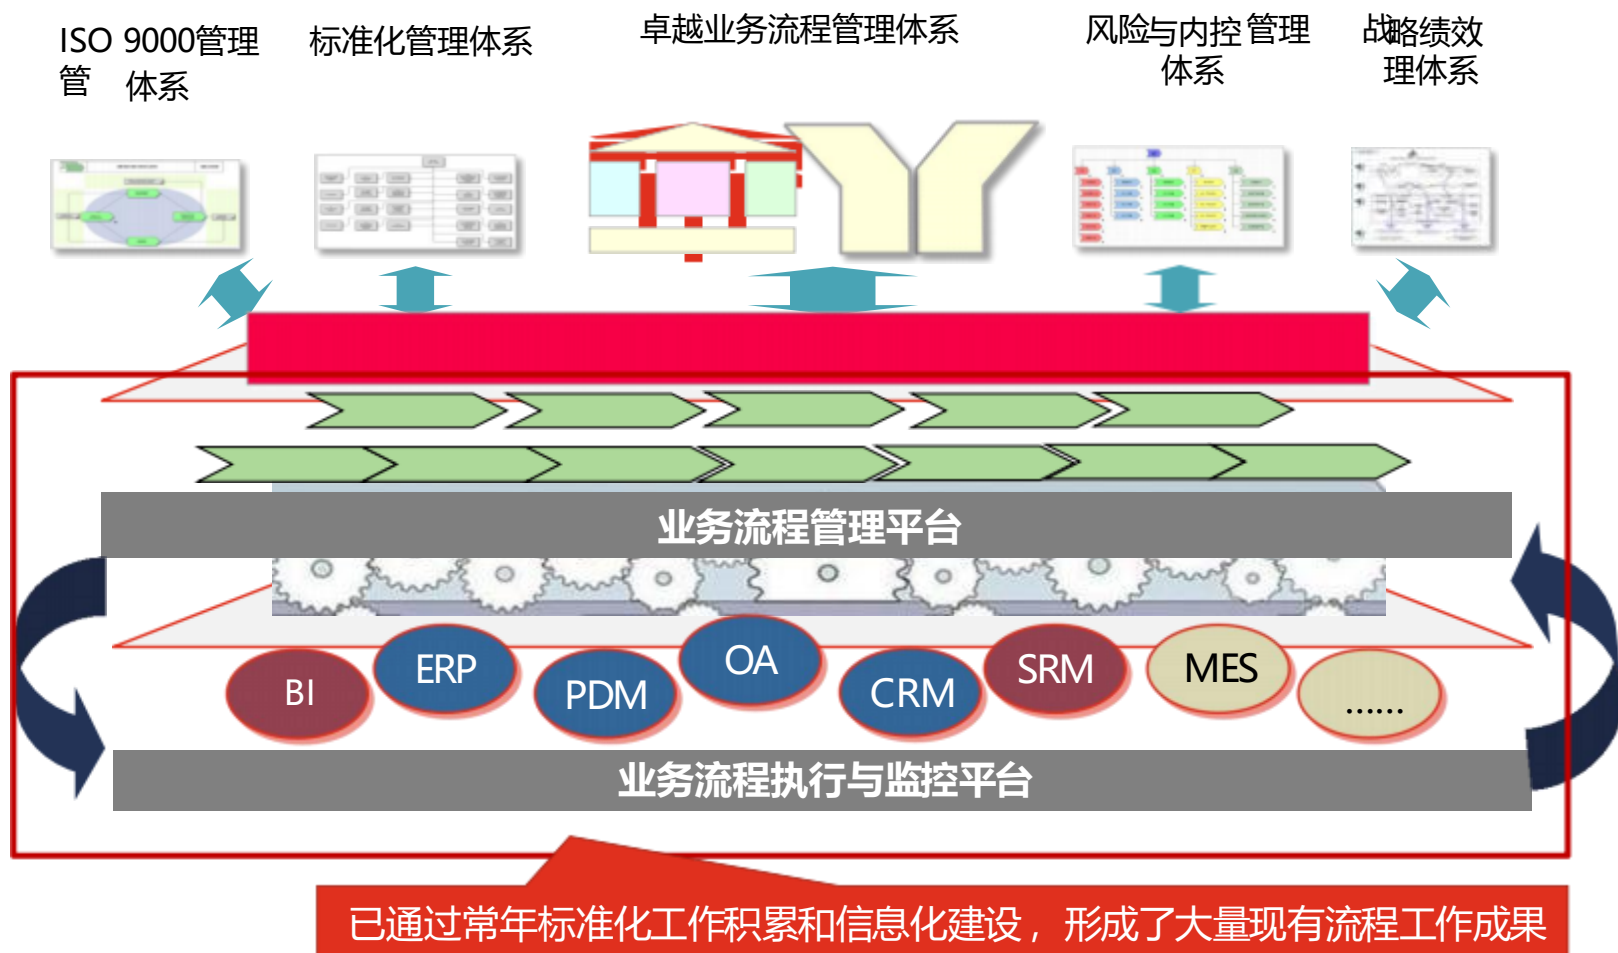 ISO 9000管理
管 体系
标准化管理体系
卓越业务流程管理体系
风险与内控管理
体系
战略绩效
理体系
业务流程管理平台
BI
ERP
PDM
OA
CRM
SRM
MES
......
业务流程执行与监控平台
已通过常年标准化工作积累和信息化建设，形成了大量现有流程工作成果